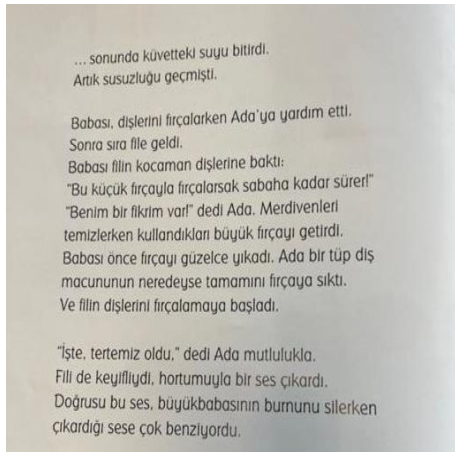 ... sonunda küvetteki suyu bitirdi.
Artık susuzluğu geçmişti.
Babası, dişlerini fırçalarken Ada'ya yardım etti.
Sonra sıra file geldi.
Babası filin kocaman dişlerine baktı:
"Bu küçük fırçayla fırçalarsak sabaha kadar sürer!"
"Benim bir fikrim var!" dedi Ada. Merdivenleri
temizlerken kullandıkları büyük fırçayı getirdi.
Babası önce fırçayı güzelce yıkadı. Ada bir tüp diş
macununun neredeyse tamamını fırçaya sıktı.
Ve filin dişlerini fırçalamaya başladı.
"İşte, tertemiz oldu," dedi Ada mutlulukla.
Fili de keyifliydi, hortumuyla bir ses çıkardı.
Doğrusu bu ses, büyükbabasının burnunu silerken
çıkardığı sese çok benziyordu.